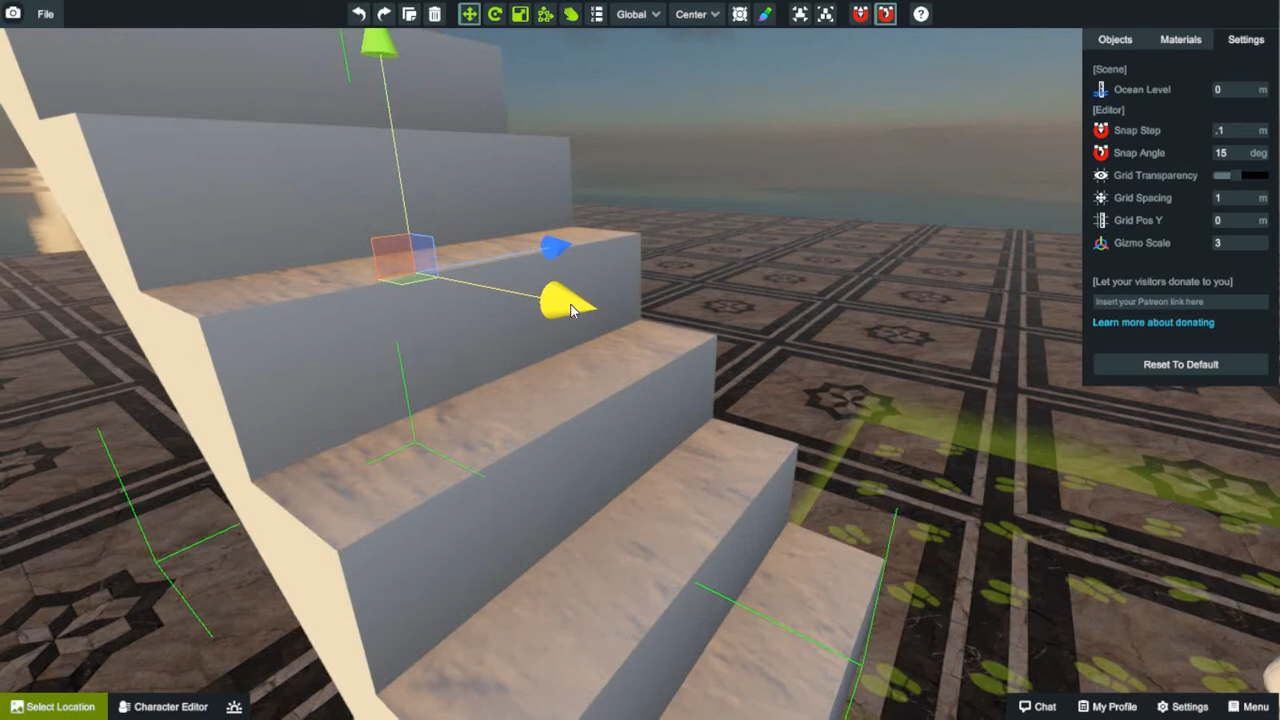 File
Global
Center
?
Objects Materials Settings
[Scene]
Ocean Level 0 m
[Editor]
Snap Step .1 m
Snap Angle 15 deg
Grid Transparency
Grid Spacing 1 m
Grid Pos Y 0 m
Gizmo Scale 3
[Let your visitors donate to you]
Insert your Patreon link here
Learn more about donating
Reset To Default
Select Location Character Editor Chat My Profile Settings Menu